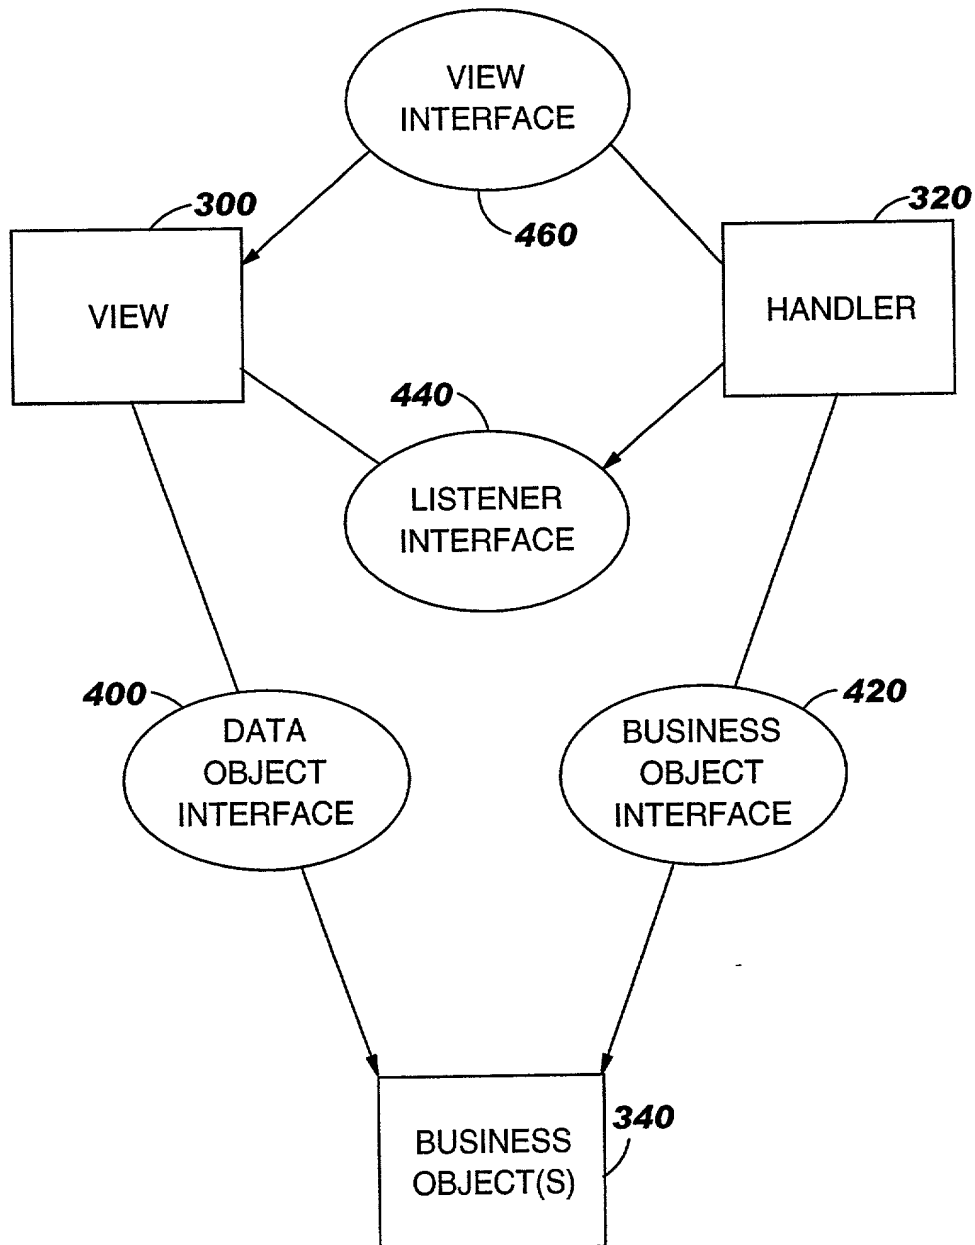 VIEW
INTERFACE
460
300
320
VIEW
HANDLER
440
LISTENER
INTERFACE
400
420
DATA
OBJECT
INTERFACE
BUSINESS
OBJECT
INTERFACE
340
BUSINESS
OBJECT(S)